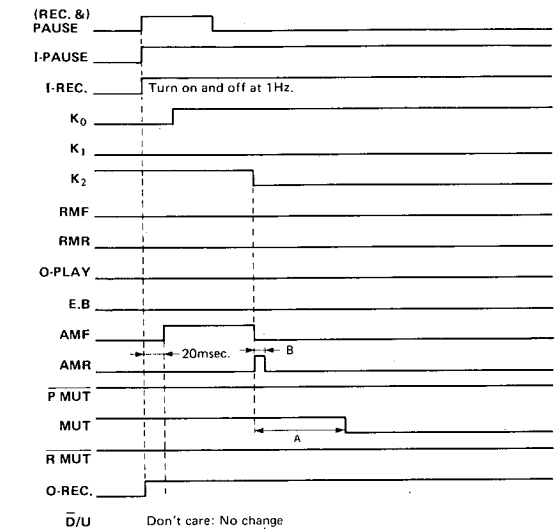 (REC. &)
PAUSE
I-PAUSE
I-REC. Turn on and off at 1Hz.
K0
K1
K2
RMF
RMR
O-PLAY
E.B
AMF
20msec. B
AMR
P MUT
MUT
A
R MUT
O-REC.
D/U Don't care: No change